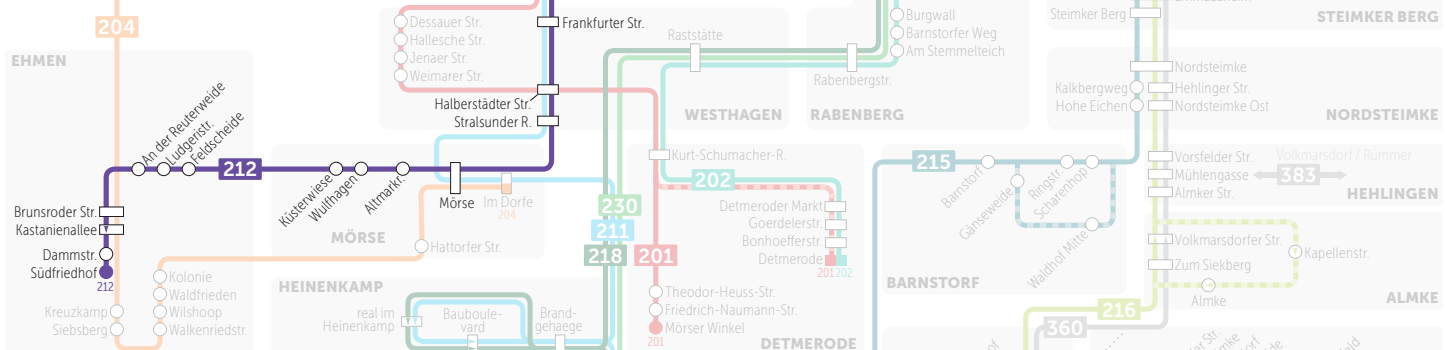 204
EHMEN
An der Reuterweide
Ludgeristr.
Feldscheide
212
Brunsroder Str.
Kastanienallee
Dammstr.
Südfriedhof
212
Kreuzkamp
Siebsberg
Kolonie
Waldfrieden
Wilshoop
Walkenriedstr.
Küsterwiese
Wulfhagen
Altmarkr.
Mörse
Im Dorfe
204
MÖRSE
Hattorfer Str.
HEINENKAMP
real im
Heinenkamp
Bauboule-
vard
Brand-
gehaege
Dessauer Str.
Hallesche Str.
Jenaer Str.
Weimarer Str.
Frankfurter Str.
Halberstädter Str.
Stralsunder R.
WESTHAGEN
Raststätte
Rabenbergstr.
Burgwall
Barnstorfer Weg
Am Stemmelteich
RABENBERG
Kurt-Schumacher-R.
202
230
211
218
201
Detmeroder Markt
Goerdelerstr.
Bonhoefferstr.
Detmerode
201 202
Theodor-Heuss-Str.
Friedrich-Naumann-Str.
Mörser Winkel
201
DETMERODE
215
Barnstorf
Gänseweide
Ringstr.
Scharenhop
Waldhof Mitte
BARNSTORF
Steimker Berg
STEIMKER BERG
Nordsteimke
Kalkbergweg
Hehlinger Str.
Hohe Eichen
Nordsteimke Ost
NORDSTEIMKE
Vorsfelder Str.
Mühlengasse
Almker Str.
Volkmarsdorf / Rümmer
383
HEHLINGEN
Volkmarsdorfer Str.
Zum Siekberg
Kapellenstr.
Almke
ALMKE
216
360